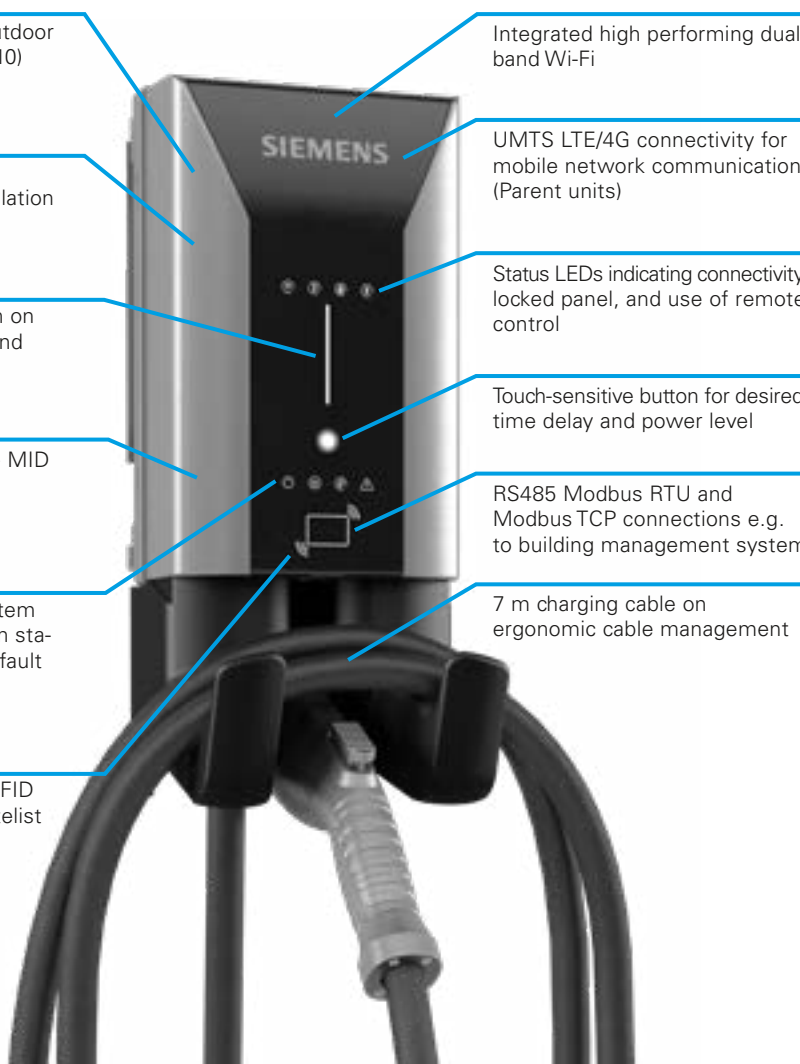 utdoor
10)
lation
n on
nd
MID
tem
n sta-
fault
FID
elist
SIEMENS
Integrated high performing dual
band Wi-Fi
UMTS LTE/4G connectivity for
mobile network communication
(Parent units)
Status LEDs indicating connectivity
locked panel, and use of remote
control
Touch-sensitive button for desired
time delay and power level
RS485 Modbus RTU and
Modbus TCP connections e.g.
to building management system
7 m charging cable on
ergonomic cable management